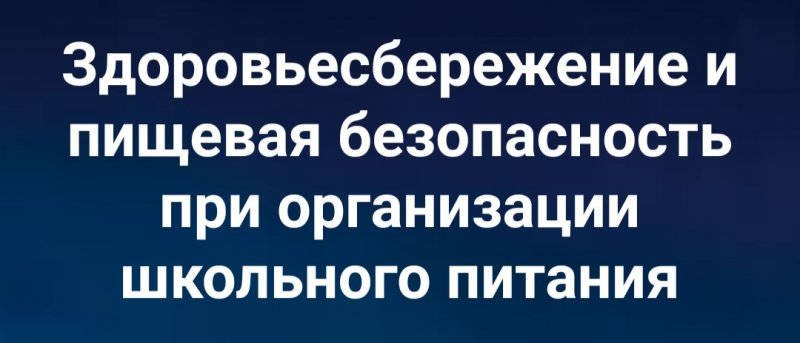 Здоровьесбережение и
пищевая безопасность
при организации
школьного питания